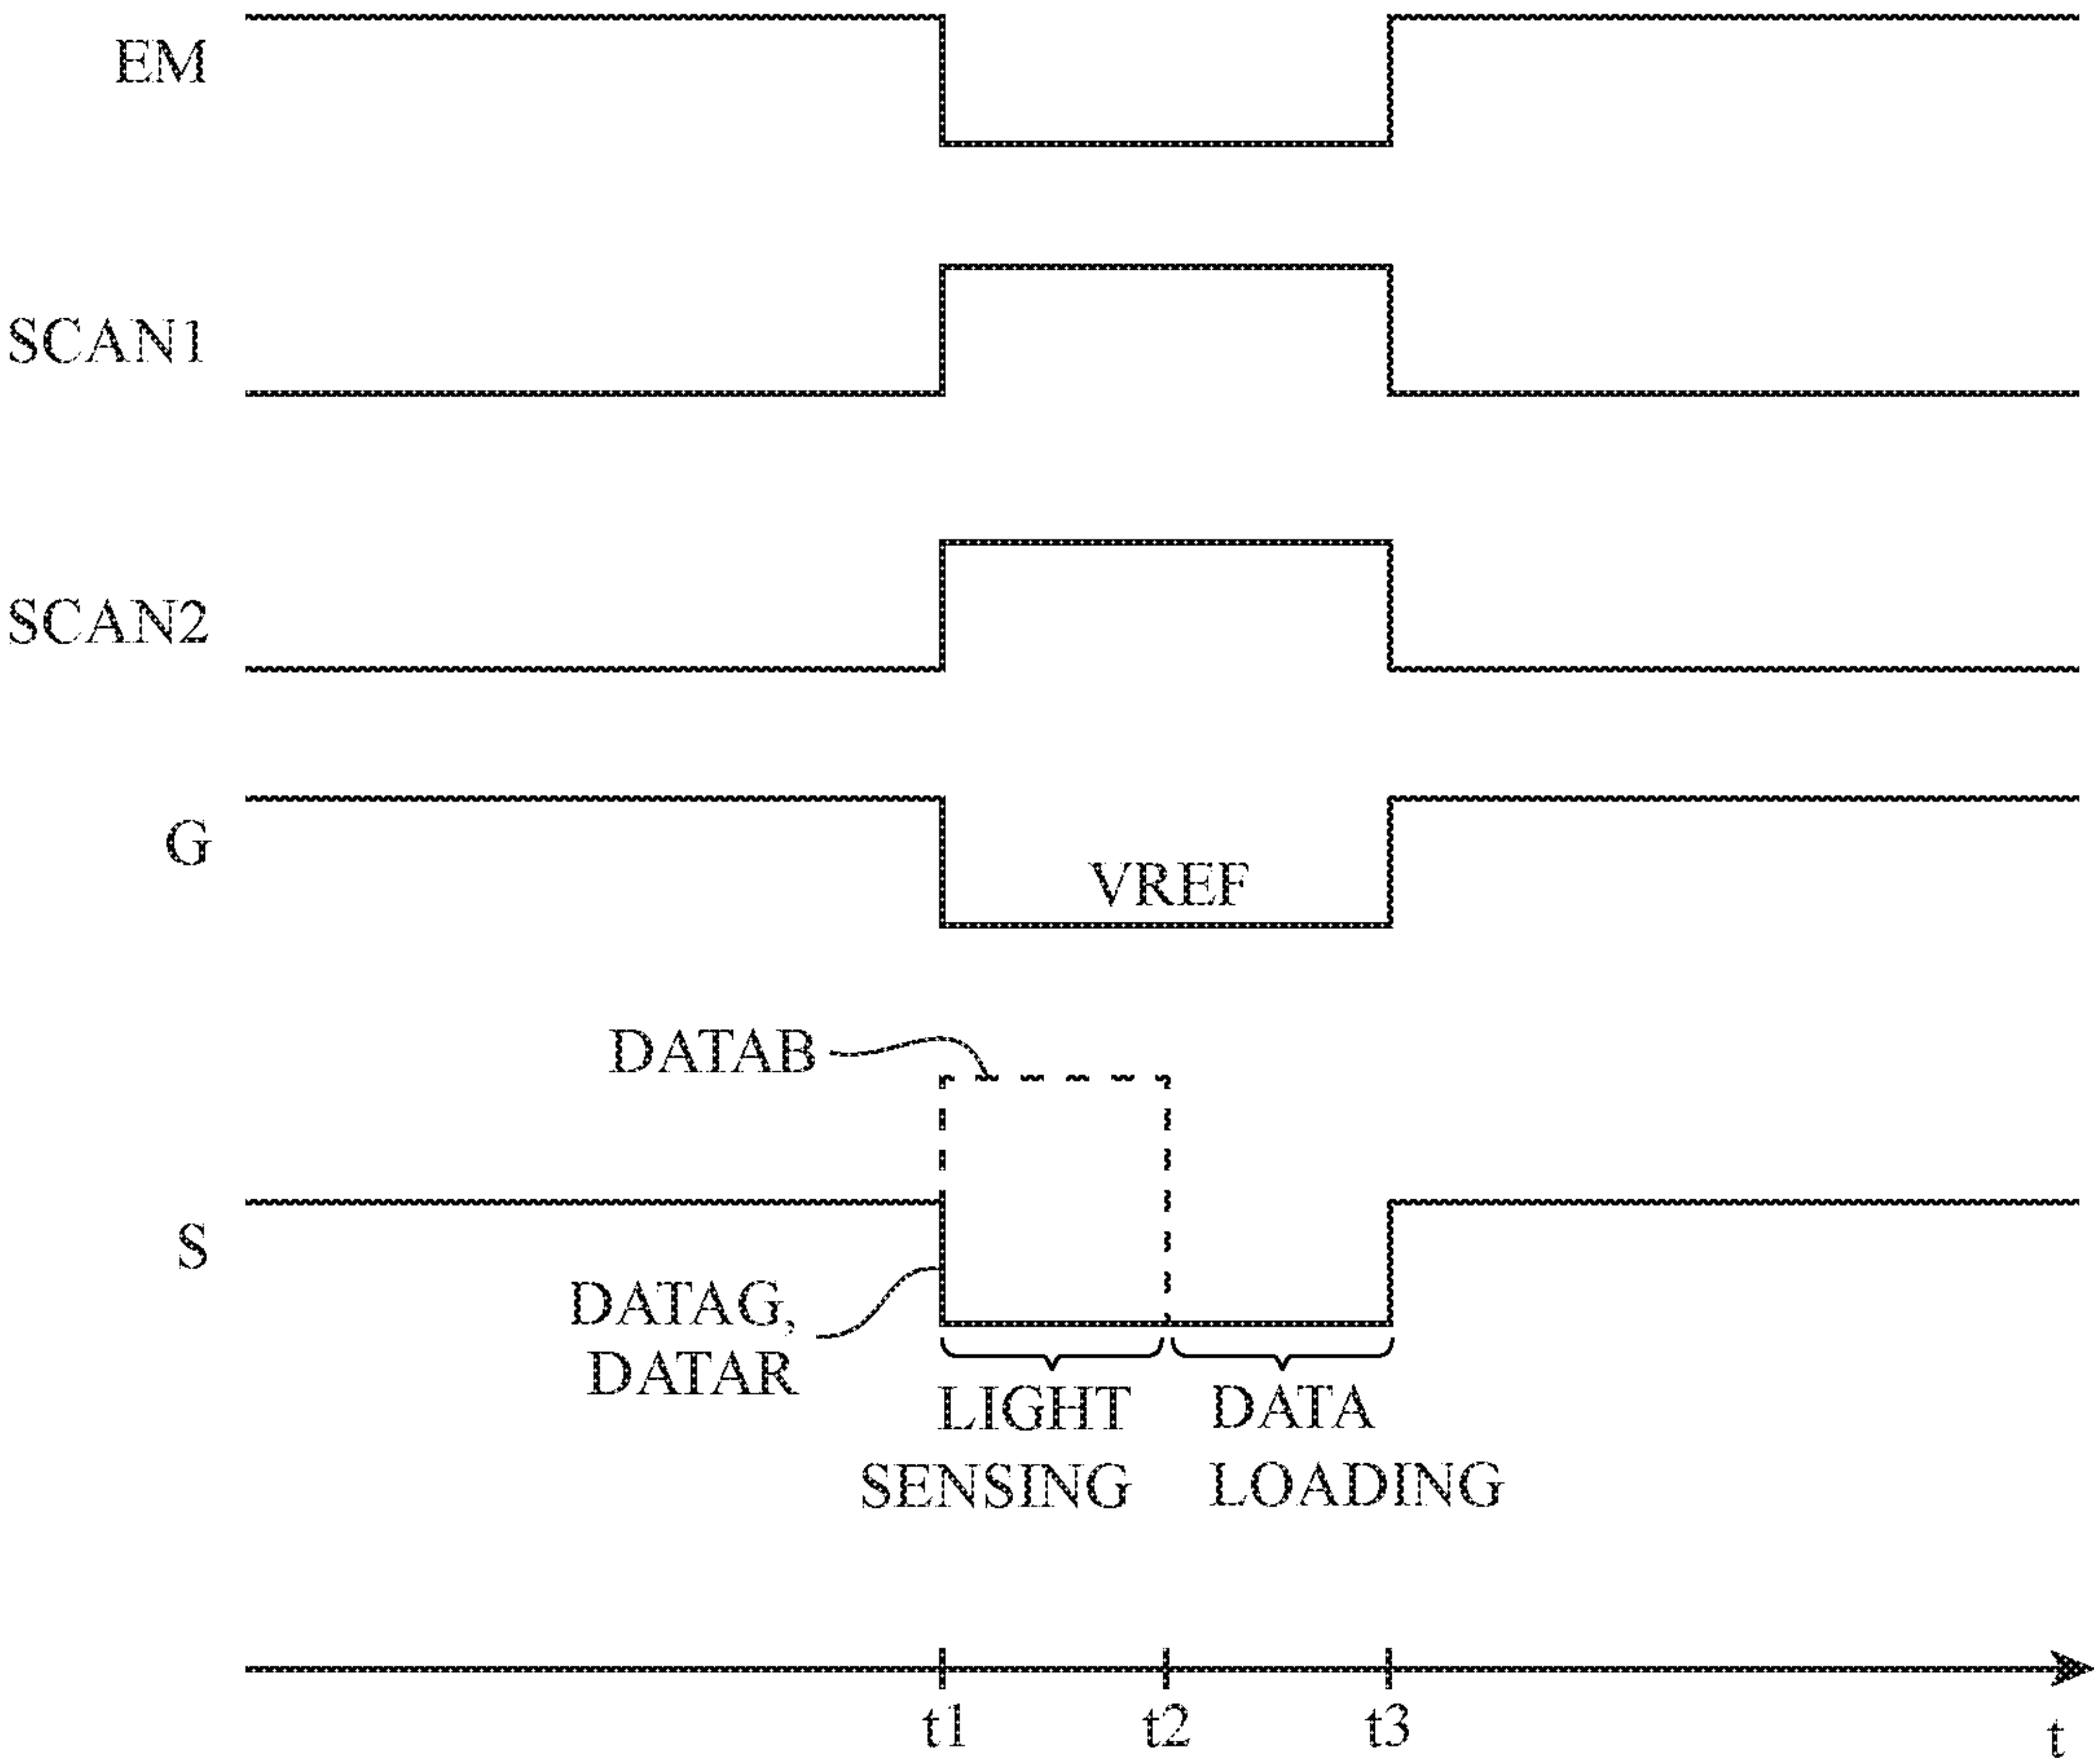 EM
SCAN1
SCAN2
G
VREF
DATAB
S
DATAG,
DATAR
LIGHT
SENSING
DATA
LOADING
t1
t2
t3
t